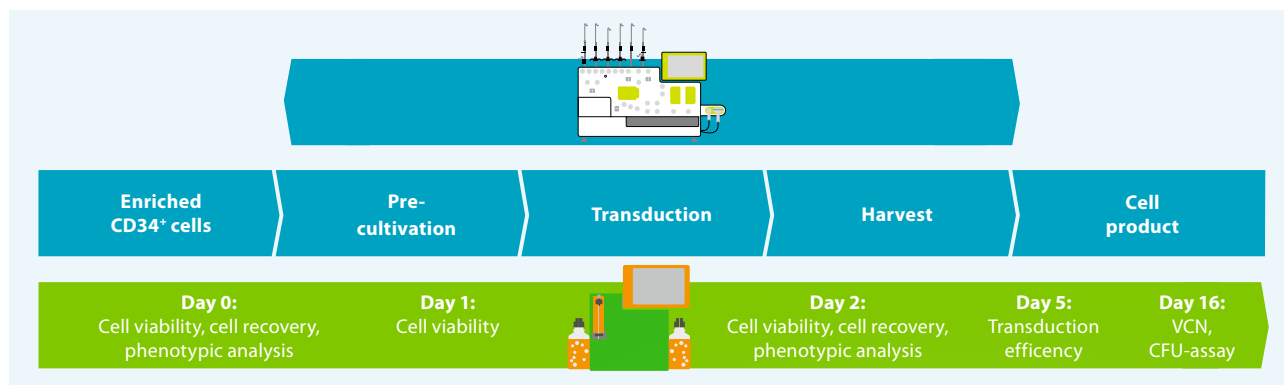 Enriched
CD34⁺ cells
Pre-
cultivation
Transduction
Harvest
Cell
product
Day 0:
Cell viability, cell recovery,
phenotypic analysis
Day 1:
Cell viability
Day 2:
Cell viability, cell recovery,
phenotypic analysis
Day 5:
Transduction
efficency
Day 16:
VCN,
CFU-assay